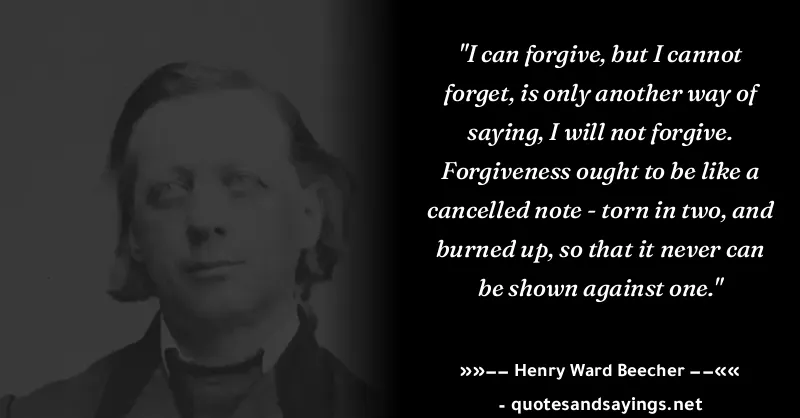 "I can forgive, but I cannot
forget, is only another way of
saying, I will not forgive.
Forgiveness ought to be like a
cancelled note - torn in two, and
burned up, so that it never can
be shown against one."
»»–– Henry Ward Beecher ––««
- quotesandsayings.net